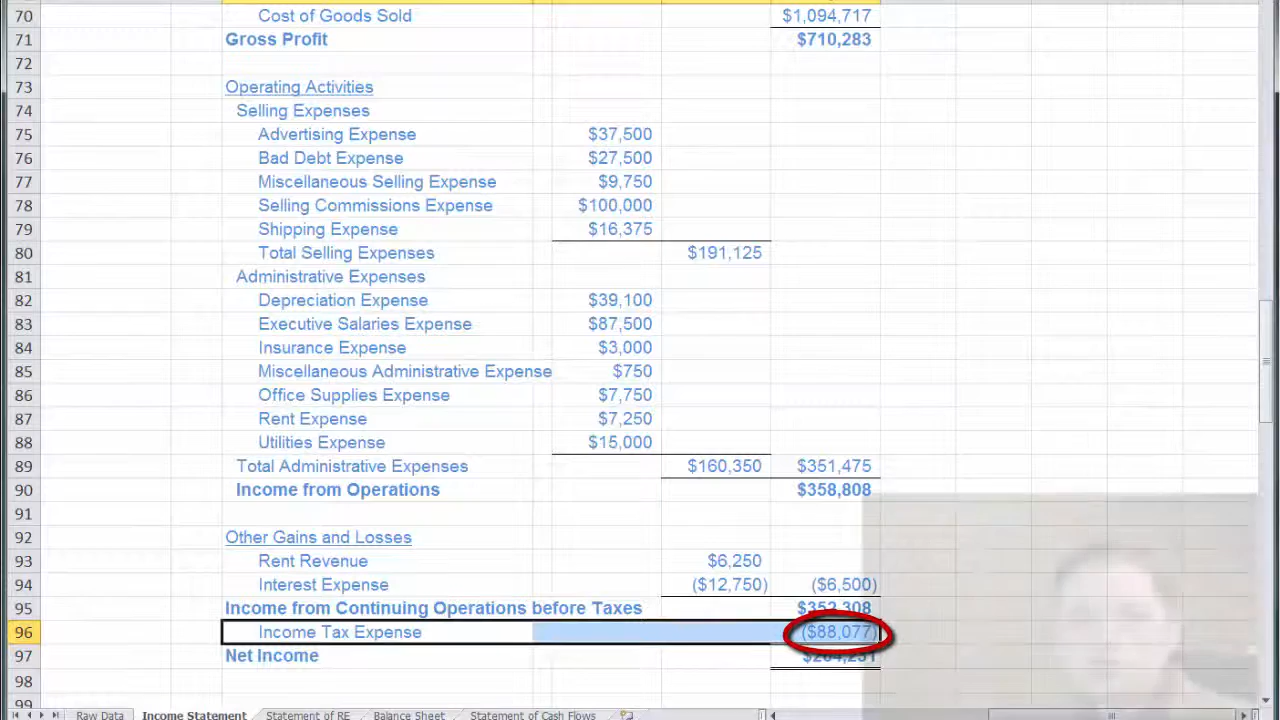 70 Cost of Goods Sold $1,094,717
71 Gross Profit $710,283
72
73 Operating Activities
74 Selling Expenses
75 Advertising Expense $37,500
76 Bad Debt Expense $27,500
77 Miscellaneous Selling Expense $9,750
78 Selling Commissions Expense $100,000
79 Shipping Expense $16,375
80 Total Selling Expenses $191,125
81 Administrative Expenses
82 Depreciation Expense $39,100
83 Executive Salaries Expense $87,500
84 Insurance Expense $3,000
85 Miscellaneous Administrative Expense $750
86 Office Supplies Expense $7,750
87 Rent Expense $7,250
88 Utilities Expense $15,000
89 Total Administrative Expenses $160,350 $351,475
90 Income from Operations $358,808
91
92 Other Gains and Losses
93 Rent Revenue $6,250
94 Interest Expense ($12,750) ($6,500)
95 Income from Continuing Operations before Taxes $352,308
96 Income Tax Expense ($88,077)
97 Net Income $264,231
98
99
Raw Data Income Statement Statement of RE Balance Sheet Statement of Cash Flows